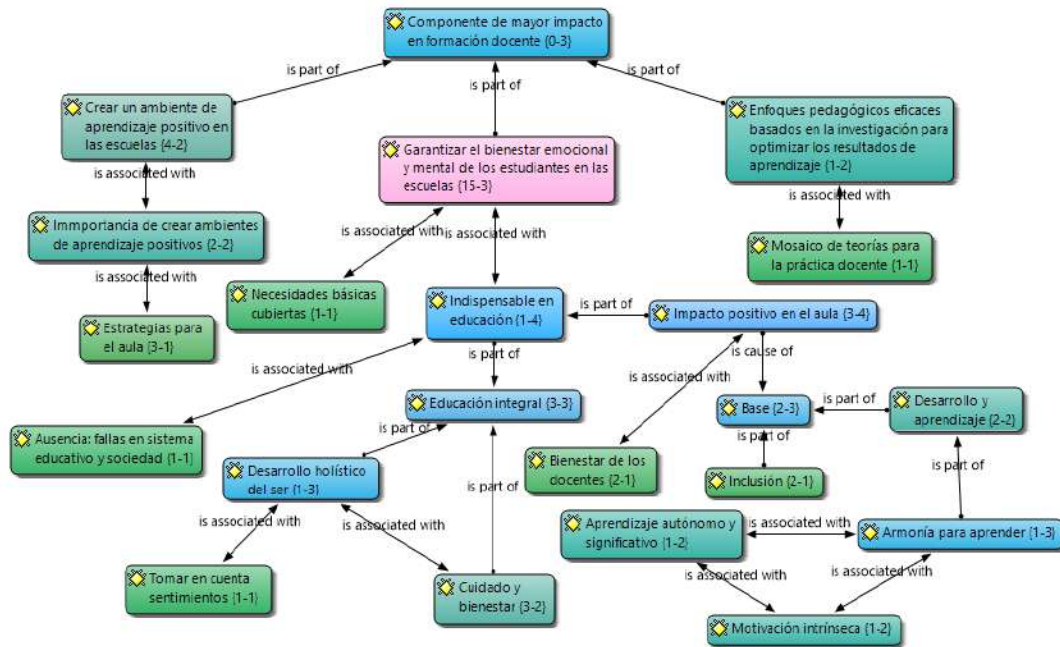 Componente de mayor impacto
en formación docente {0-3}
is part of
is part of
is part of
Crear un ambiente de
aprendizaje positivo en
las escuelas {4-2}
Garantizar el bienestar emocional
y mental de los estudiantes en las
escuelas {15-3}
Enfoques pedagógicos eficaces
basados en la investigación para
optimizar los resultados de
aprendizaje {1-2}
is associated with
is associated with
is associated with
is associated with
Immportancia de crear ambientes
de aprendizaje positivos {2-2}
Mosaico de teorías para
la práctica docente {1-1}
is associated with
Necesidades básicas
cubiertas {1-1}
Indispensable en
educación {1-4}
is part of
Impacto positivo en el aula {3-4}
Estrategias para
el aula {3-1}
is associated with
is part of
is associated with
is cause of
Educación integral {3-3}
Base {2-3}
is part of
Desarrollo y
aprendizaje {2-2}
Ausencia: fallas en sistema
educativo y sociedad {1-1}
is part of
is part of
Desarrollo holístico
del ser {1-3}
is part of
Bienestar de los
docentes {2-1}
Inclusión {2-1}
is part of
is associated with
is associated with
Aprendizaje autónomo y
significativo {1-2}
is associated with
Armonía para aprender {1-3}
Tomar en cuenta
sentimientos {1-1}
Cuidado y
bienestar {3-2}
is associated with
is associated with
Motivación intrínseca {1-2}